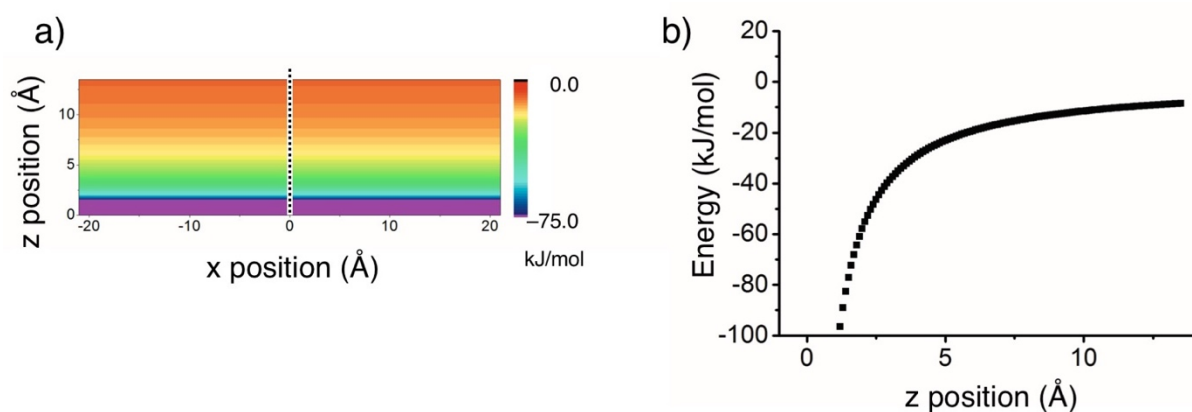 a)
z position (Å)
10
5
0
-20
-10
0
10
20
x position (Å)
0.0
–75.0
kJ/mol
b)
Energy (kJ/mol)
20
0
-20
-40
-60
-80
-100
0
5
10
z position (Å)